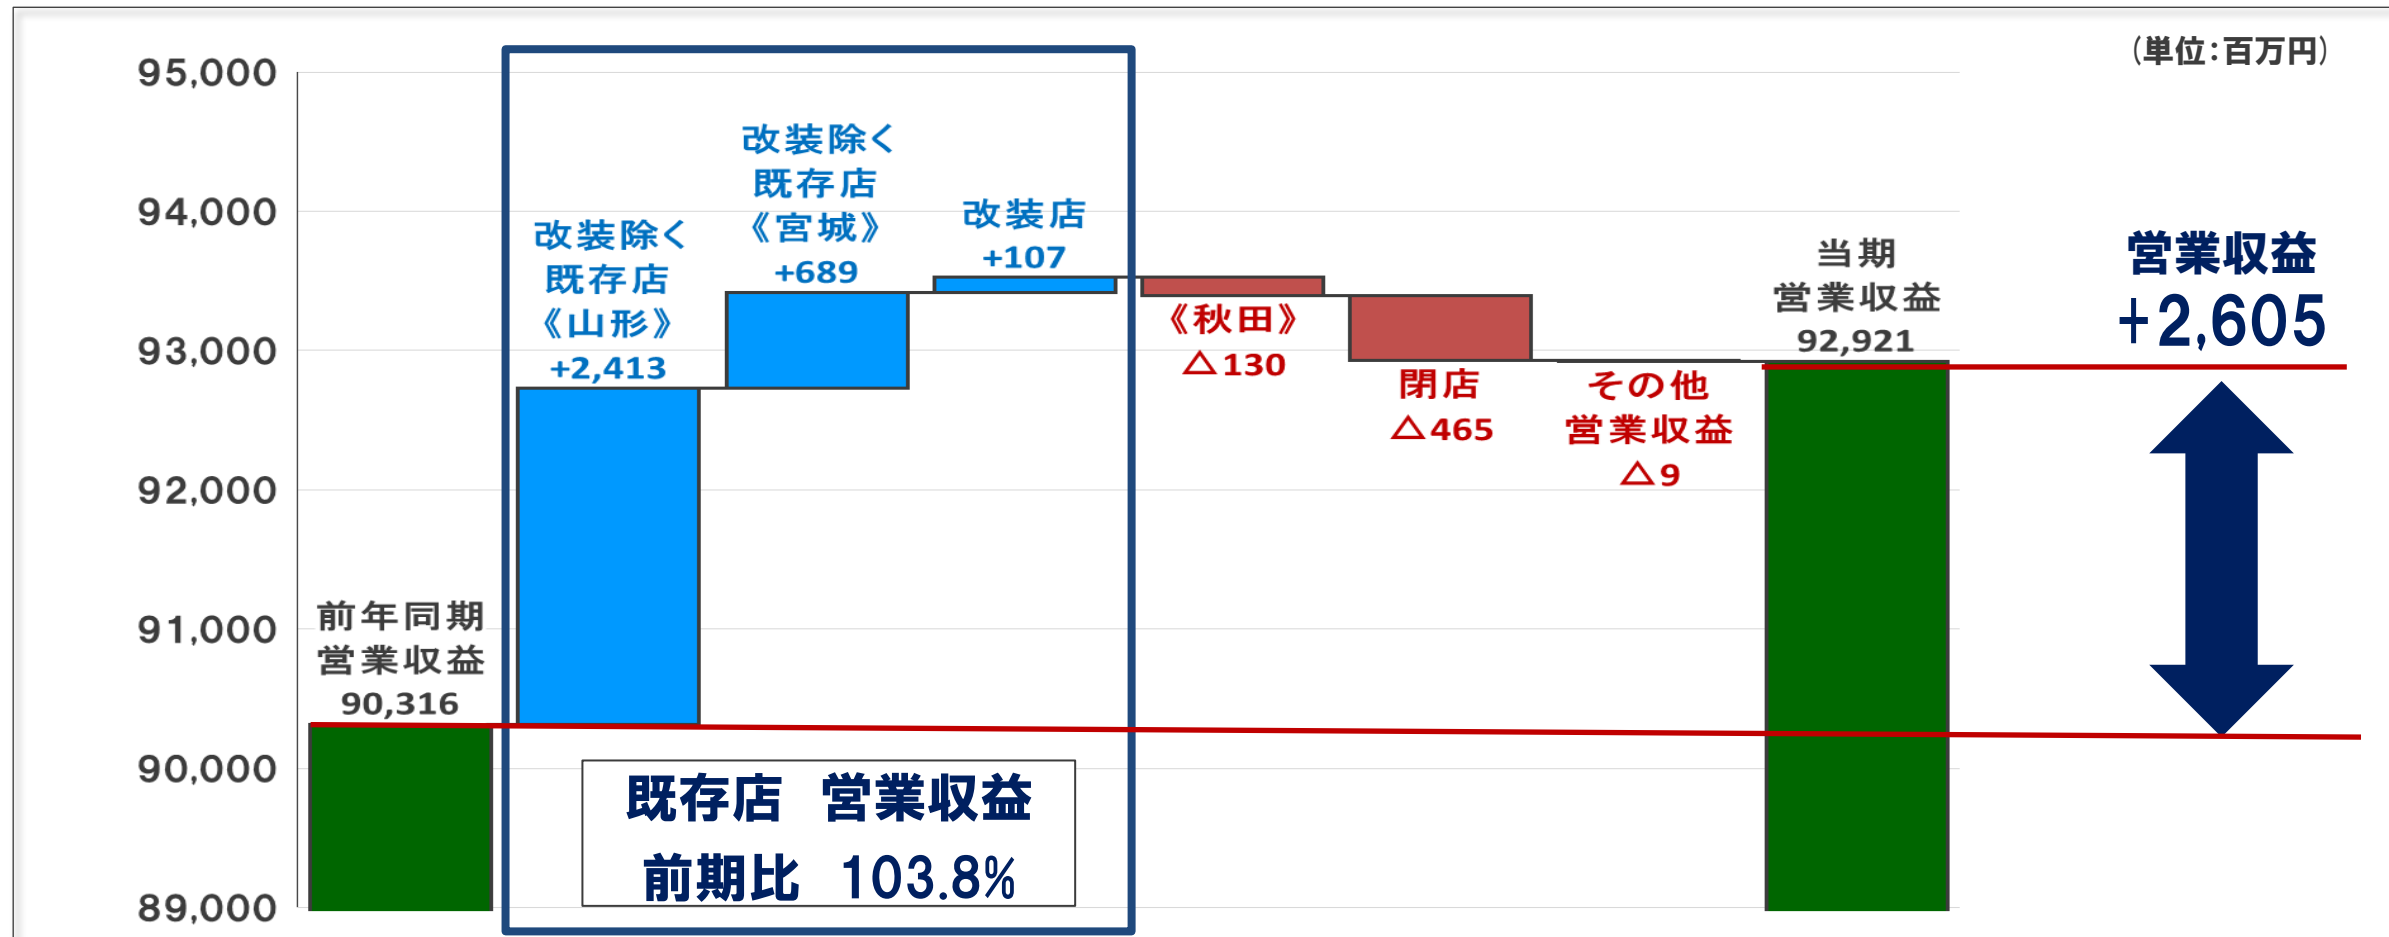 (単位:百万円)
95,000
94,000
93,000
92,000
91,000
90,000
89,000
前年同期
営業収益
90,316
改装除く
既存店
《山形》
+2,413
改装除く
既存店
《宮城》
+689
改装店
+107
《秋田》
△130
閉店
△465
その他
営業収益
△9
当期
営業収益
92,921
営業収益
+2,605
既存店 営業収益
前期比 103.8%